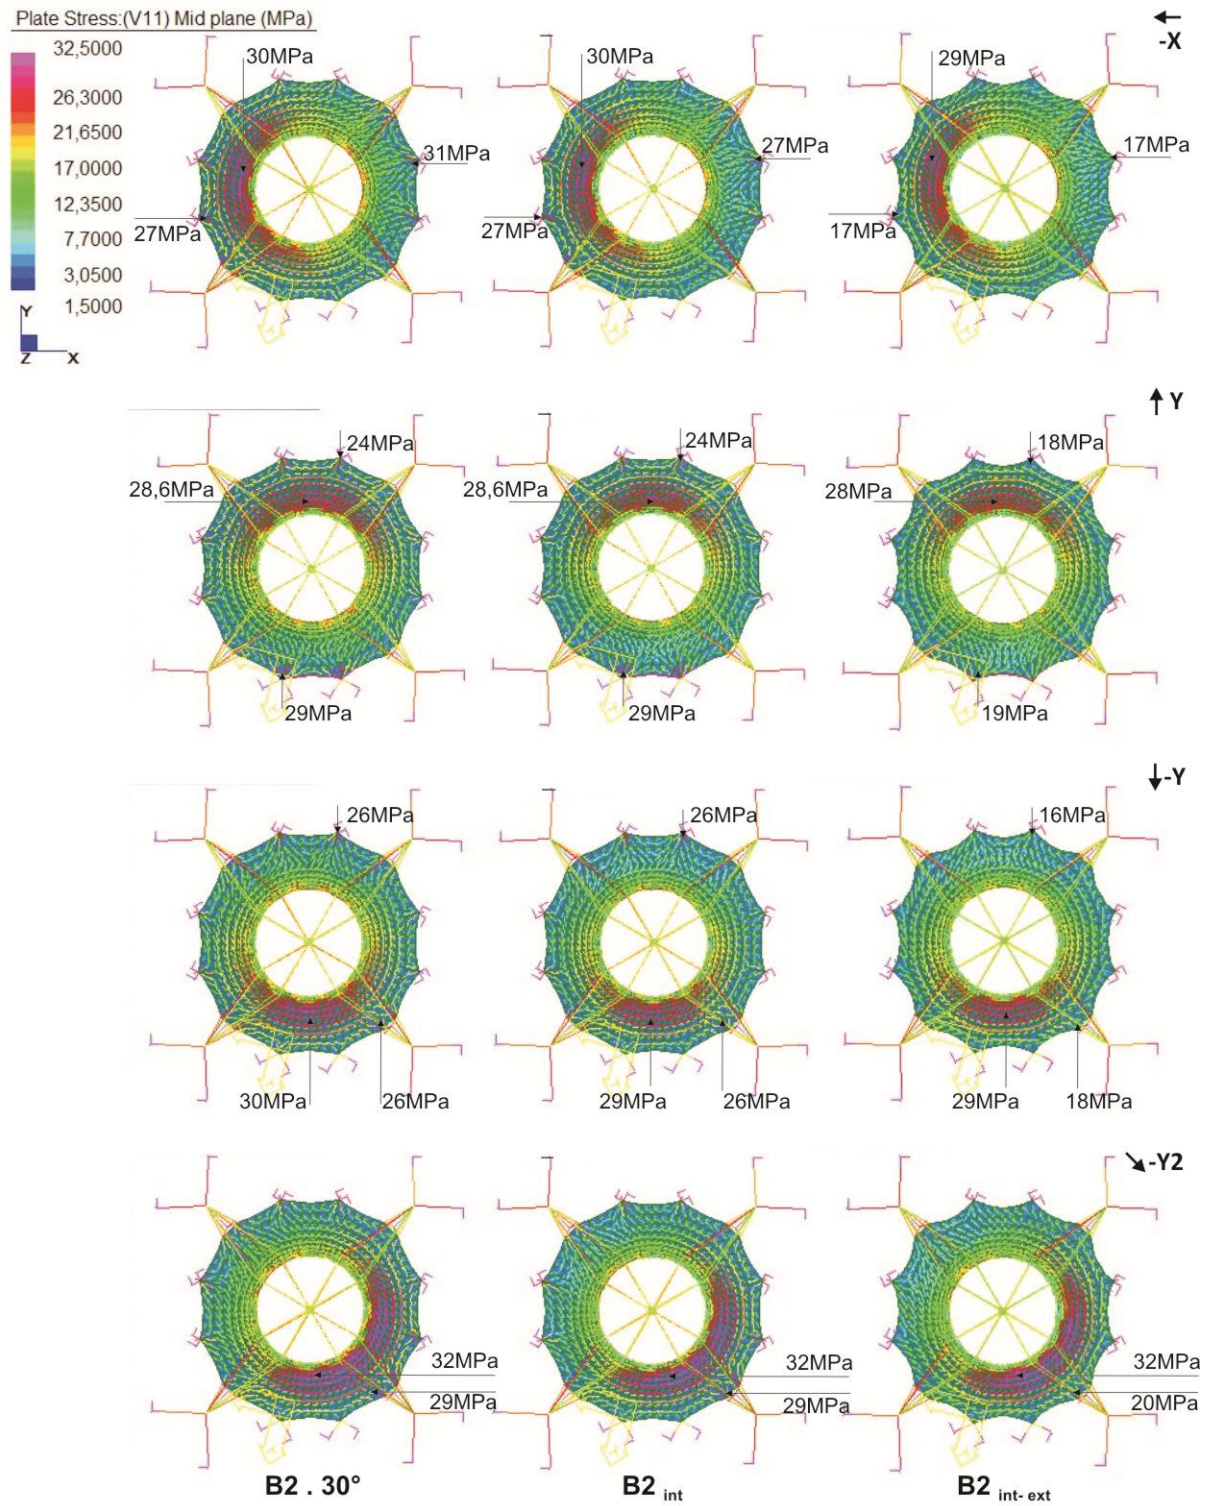 Plate Stress:(V11) Mid plane (MPa)
32,5000
26,3000
21,6500
17,0000
12,3500
7,7000
3,0500
1,5000
Y
Z X
-X
30MPa
31MPa
27MPa
30MPa
27MPa
27MPa
29MPa
17MPa
17MPa
Y
24MPa
28,6MPa
29MPa
24MPa
28,6MPa
29MPa
18MPa
28MPa
19MPa
-Y
26MPa
30MPa
26MPa
26MPa
29MPa
26MPa
16MPa
29MPa
18MPa
-Y2
32MPa
29MPa
32MPa
29MPa
32MPa
20MPa
B2 . 30°
B2 int
B2 int- ext